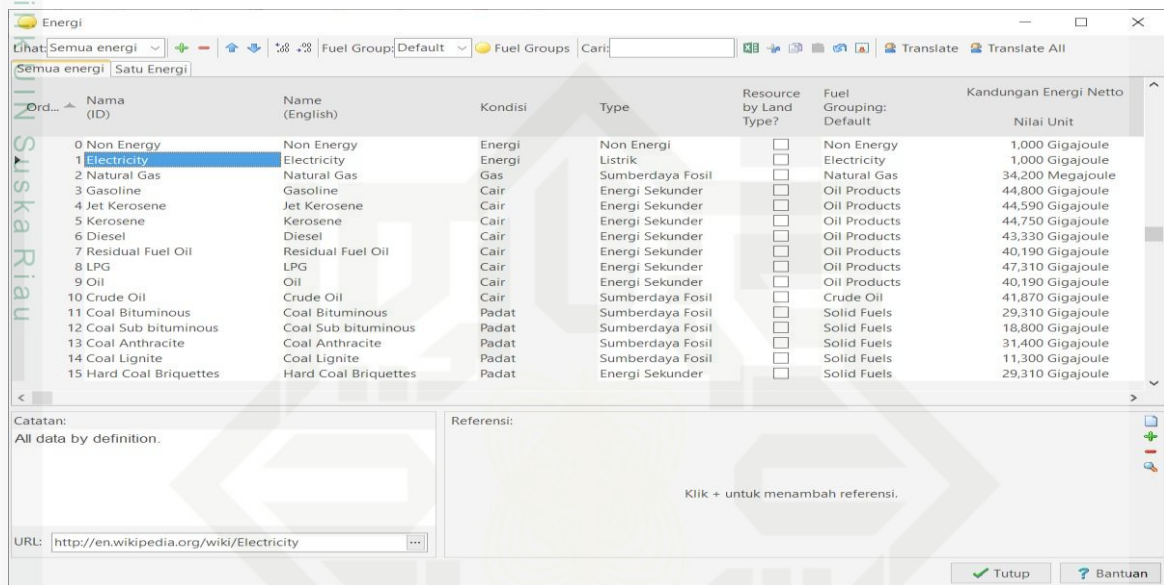 Energi
Lihat: Semua energi Fuel Group: Default Fuel Groups Cari: Translate Translate All
Semua energi Satu Energi
Ord... Nama (ID) Name (English) Kondisi Type Resource by Land Type? Fuel Grouping: Default Kandungan Energi Netto Nilai Unit
0 Non Energy Non Energy Energi Non Energi Non Energy 1,000 Gigajoule
1 Electricity Electricity Energi Listrik Electricity 1,000 Gigajoule
2 Natural Gas Natural Gas Gas Sumberdaya Fosil Natural Gas 34,200 Megajoule
3 Gasoline Gasoline Cair Energi Sekunder Oil Products 44,800 Gigajoule
4 Jet Kerosene Jet Kerosene Cair Energi Sekunder Oil Products 44,590 Gigajoule
5 Kerosene Kerosene Cair Energi Sekunder Oil Products 44,750 Gigajoule
6 Diesel Diesel Cair Energi Sekunder Oil Products 43,330 Gigajoule
7 Residual Fuel Oil Residual Fuel Oil Cair Energi Sekunder Oil Products 40,190 Gigajoule
8 LPG LPG Cair Energi Sekunder Oil Products 47,310 Gigajoule
9 Oil Oil Cair Energi Sekunder Oil Products 40,190 Gigajoule
10 Crude Oil Crude Oil Cair Sumberdaya Fosil Crude Oil 41,870 Gigajoule
11 Coal Bituminous Coal Bituminous Padat Sumberdaya Fosil Solid Fuels 29,310 Gigajoule
12 Coal Sub bituminous Coal Sub bituminous Padat Sumberdaya Fosil Solid Fuels 18,800 Gigajoule
13 Coal Anthracite Coal Anthracite Padat Sumberdaya Fosil Solid Fuels 31,400 Gigajoule
14 Coal Lignite Coal Lignite Padat Sumberdaya Fosil Solid Fuels 11,300 Gigajoule
15 Hard Coal Briquettes Hard Coal Briquettes Padat Energi Sekunder Solid Fuels 29,310 Gigajoule
Catatan: Referensi:
All data by definition.
Klik + untuk menambah referensi.
URL: http://en.wikipedia.org/wiki/Electricity ...
Tutup ? Bantuan
UIN Suska Riau